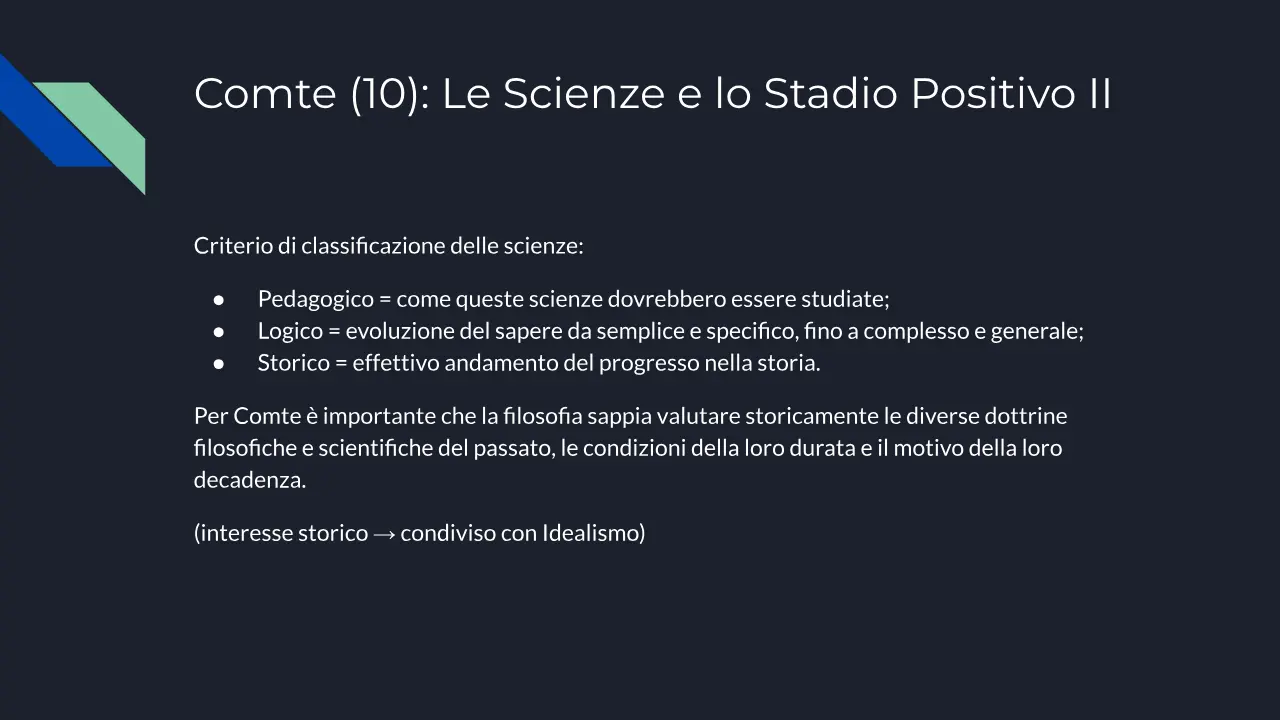 Comte (10): Le Scienze e lo Stadio Positivo II
Criterio di classificazione delle scienze:
● Pedagogico = come queste scienze dovrebbero essere studiate;
● Logico = evoluzione del sapere da semplice e specifico, fino a complesso e generale;
● Storico = effettivo andamento del progresso nella storia.
Per Comte è importante che la filosofia sappia valutare storicamente le diverse dottrine
filosofiche e scientifiche del passato, le condizioni della loro durata e il motivo della loro
decadenza.
(interesse storico → condiviso con Idealismo)